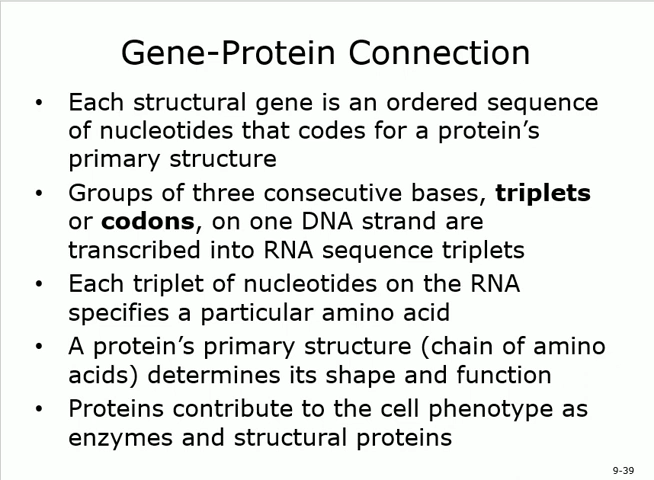 Gene-Protein Connection
• Each structural gene is an ordered sequence
of nucleotides that codes for a protein’s
primary structure
• Groups of three consecutive bases, triplets
or codons, on one DNA strand are
transcribed into RNA sequence triplets
• Each triplet of nucleotides on the RNA
specifies a particular amino acid
• A protein’s primary structure (chain of amino
acids) determines its shape and function
• Proteins contribute to the cell phenotype as
enzymes and structural proteins
9-39